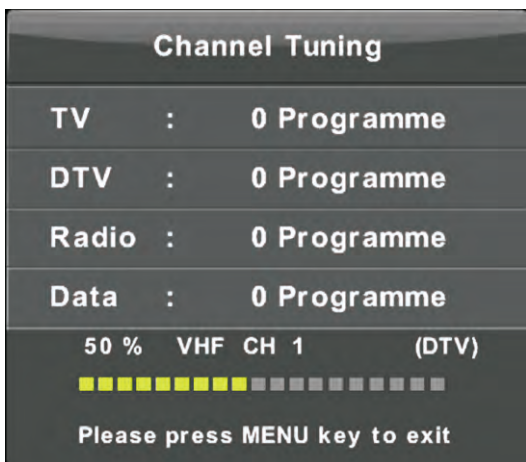 Channel Tuning
TV : 0 Programme
DTV : 0 Programme
Radio : 0 Programme
Data : 0 Programme
50 % VHF CH 1 (DTV)
Please press MENU key to exit